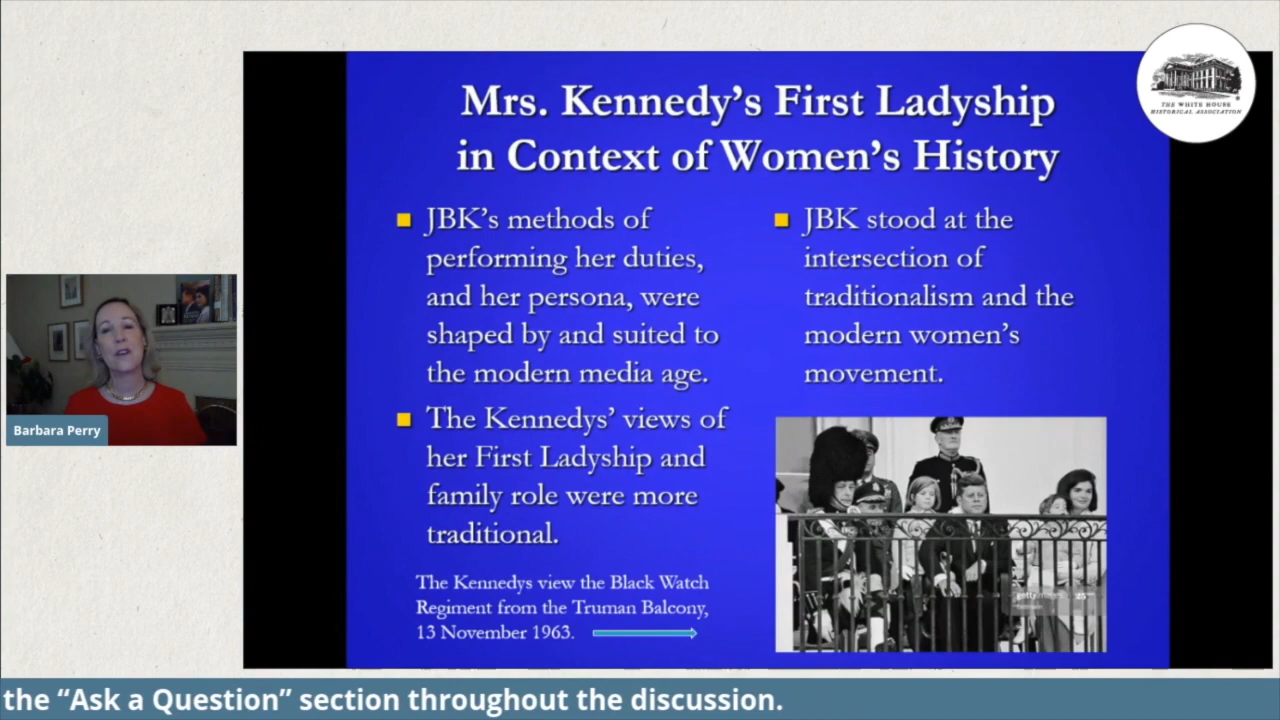 THE WHITE HOUSE
HISTORICAL ASSOCIATION
Mrs. Kennedy’s First Ladyship
in Context of Women’s History
JBK’s methods of
performing her duties,
and her persona, were
shaped by and suited to
the modern media age.
The Kennedys’ views of
her First Ladyship and
family role were more
traditional.
The Kennedys view the Black Watch
Regiment from the Truman Balcony,
13 November 1963.
JBK stood at the
intersection of
traditionalism and the
modern women’s
movement.
gettyimages
Barbara Perry
the “Ask a Question” section throughout the discussion.